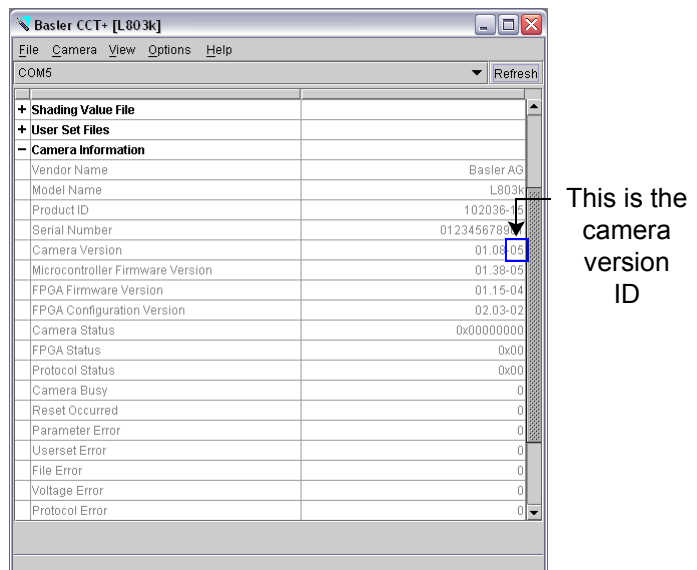 Basler CCT+ [L803k]
File Camera View Options Help
COM5 Refresh
+ Shading Value File
+ User Set Files
− Camera Information
Vendor Name Basler AG
Model Name L803k
Product ID 102036-15
Serial Number 012345678901
Camera Version 01.08-05
Microcontroller Firmware Version 01.38-05
FPGA Firmware Version 01.15-04
FPGA Configuration Version 02.03-02
Camera Status 0x00000000
FPGA Status 0x00
Protocol Status 0x00
Camera Busy 0
Reset Occurred 0
Parameter Error 0
Userset Error 0
File Error 0
Voltage Error 0
Protocol Error 0
This is the
camera
version
ID